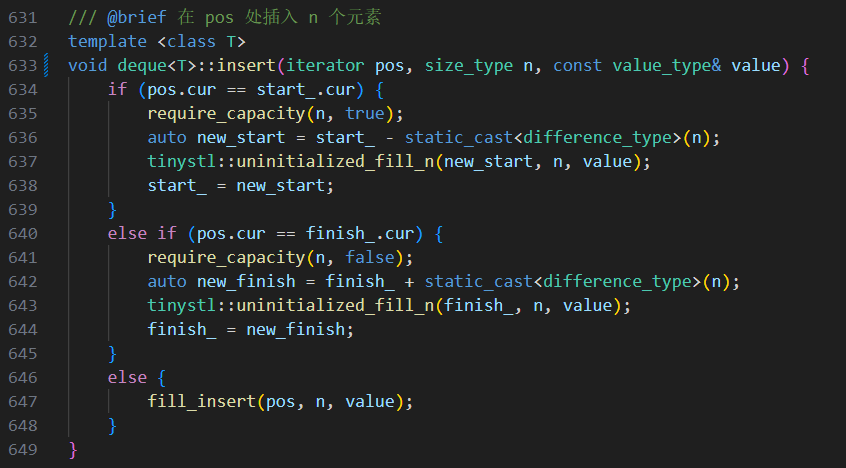 631 /// @brief 在 pos 处插入 n 个元素
632 template <class T>
633 void deque<T>::insert(iterator pos, size_type n, const value_type& value) {
634     if (pos.cur == start_.cur) {
635         require_capacity(n, true);
636         auto new_start = start_ - static_cast<difference_type>(n);
637         tinystl::uninitialized_fill_n(new_start, n, value);
638         start_ = new_start;
639     }
640     else if (pos.cur == finish_.cur) {
641         require_capacity(n, false);
642         auto new_finish = finish_ + static_cast<difference_type>(n);
643         tinystl::uninitialized_fill_n(finish_, n, value);
644         finish_ = new_finish;
645     }
646     else {
647         fill_insert(pos, n, value);
648     }
649 }